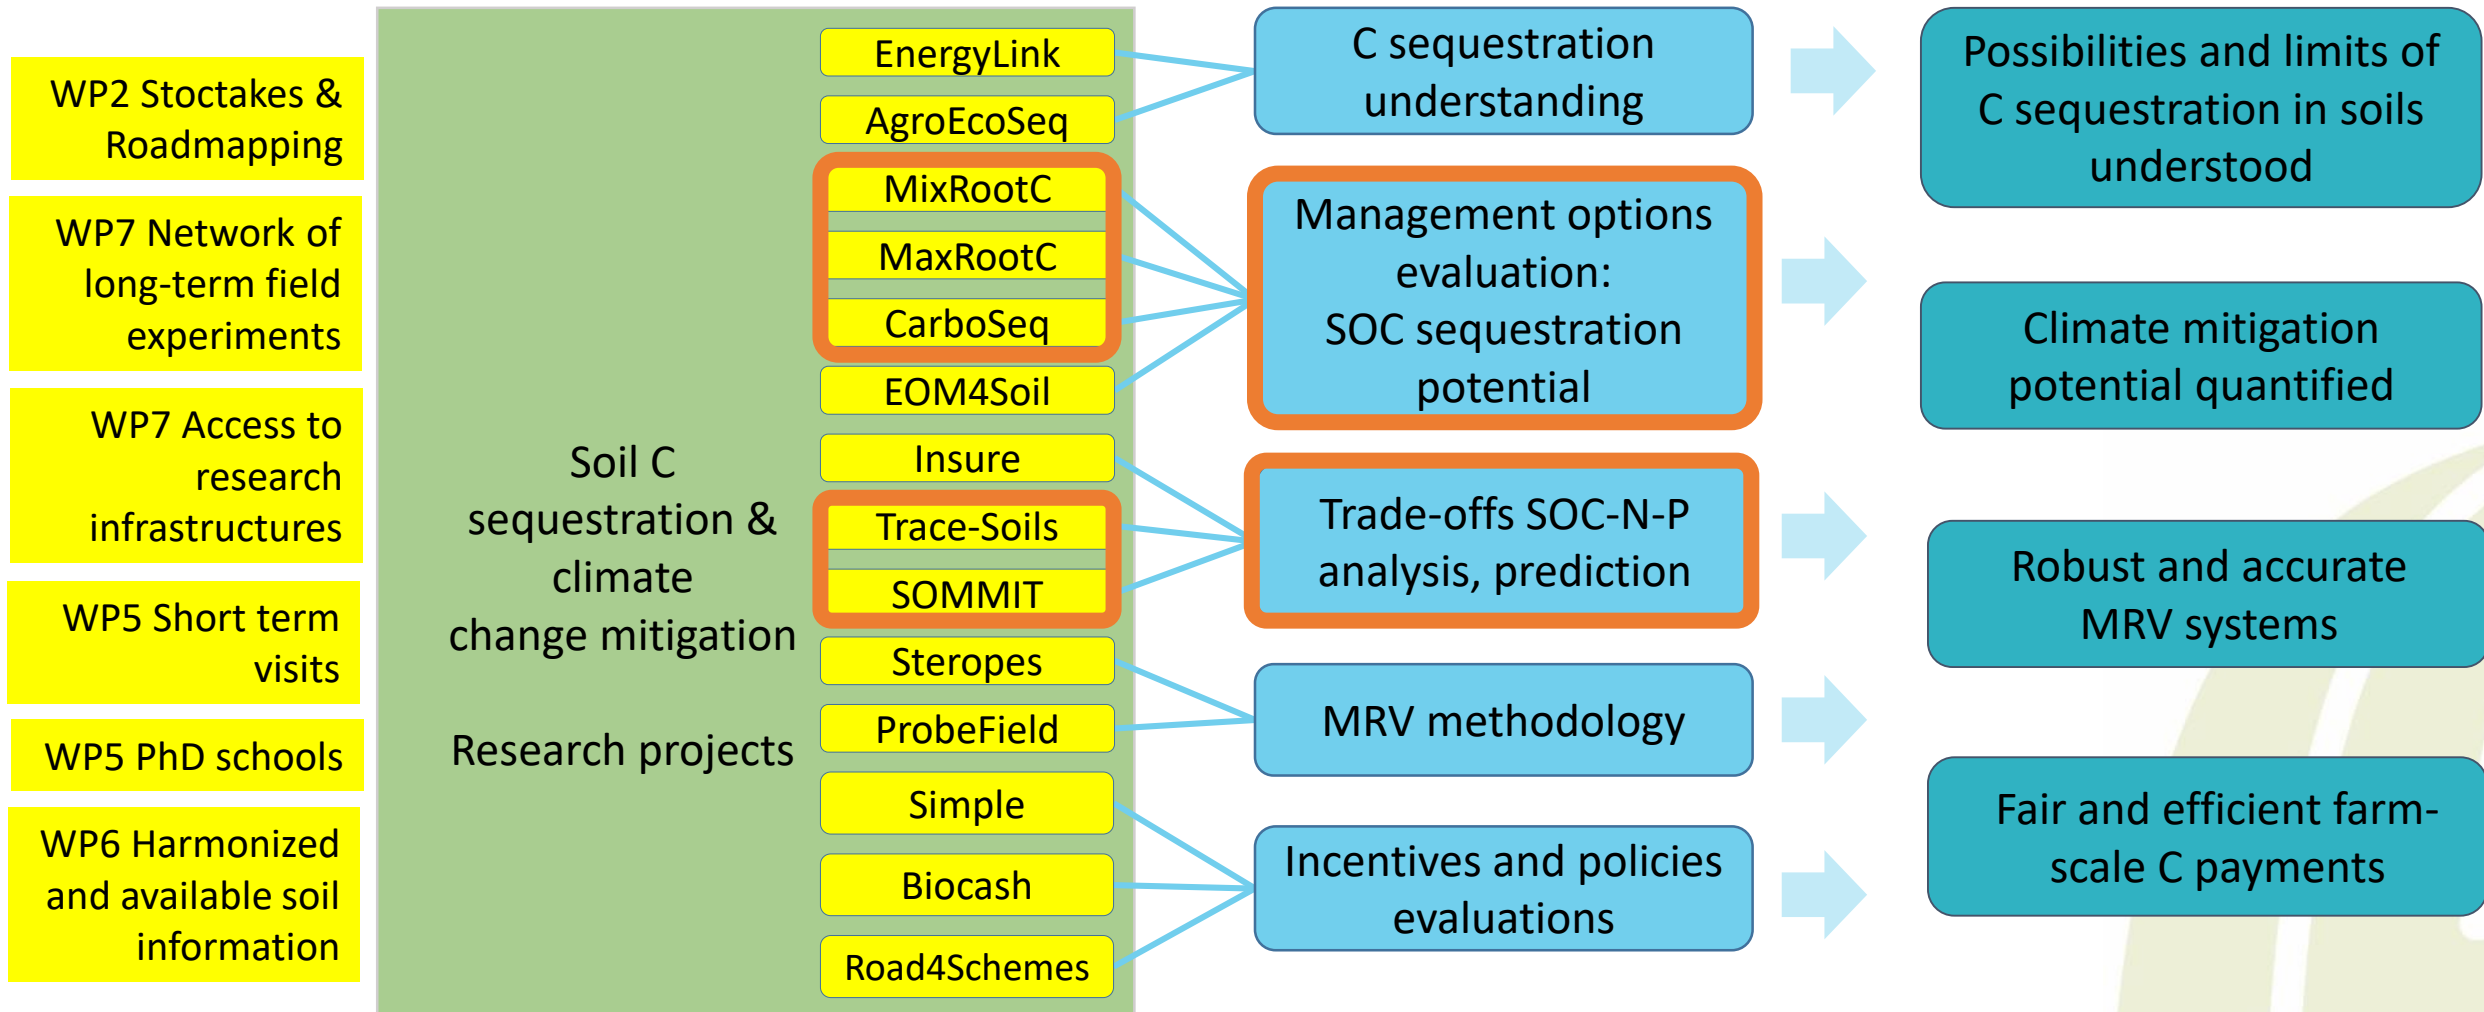 WP2 Stoctakes &
Roadmapping
WP7 Network of
long-term field
experiments
WP7 Access to
research
infrastructures
WP5 Short term
visits
WP5 PhD schools
WP6 Harmonized
and available soil
information
Soil C
sequestration &
climate
change mitigation
Research projects
EnergyLink
AgroEcoSeq
MixRootC
MaxRootC
CarboSeq
EOM4Soil
Insure
Trace-Soils
SOMMIT
Steropes
ProbeField
Simple
Biocash
Road4Schemes
C sequestration
understanding
Management options
evaluation:
SOC sequestration
potential
Trade-offs SOC-N-P
analysis, prediction
MRV methodology
Incentives and policies
evaluations
Possibilities and limits of
C sequestration in soils
understood
Climate mitigation
potential quantified
Robust and accurate
MRV systems
Fair and efficient farm-
scale C payments